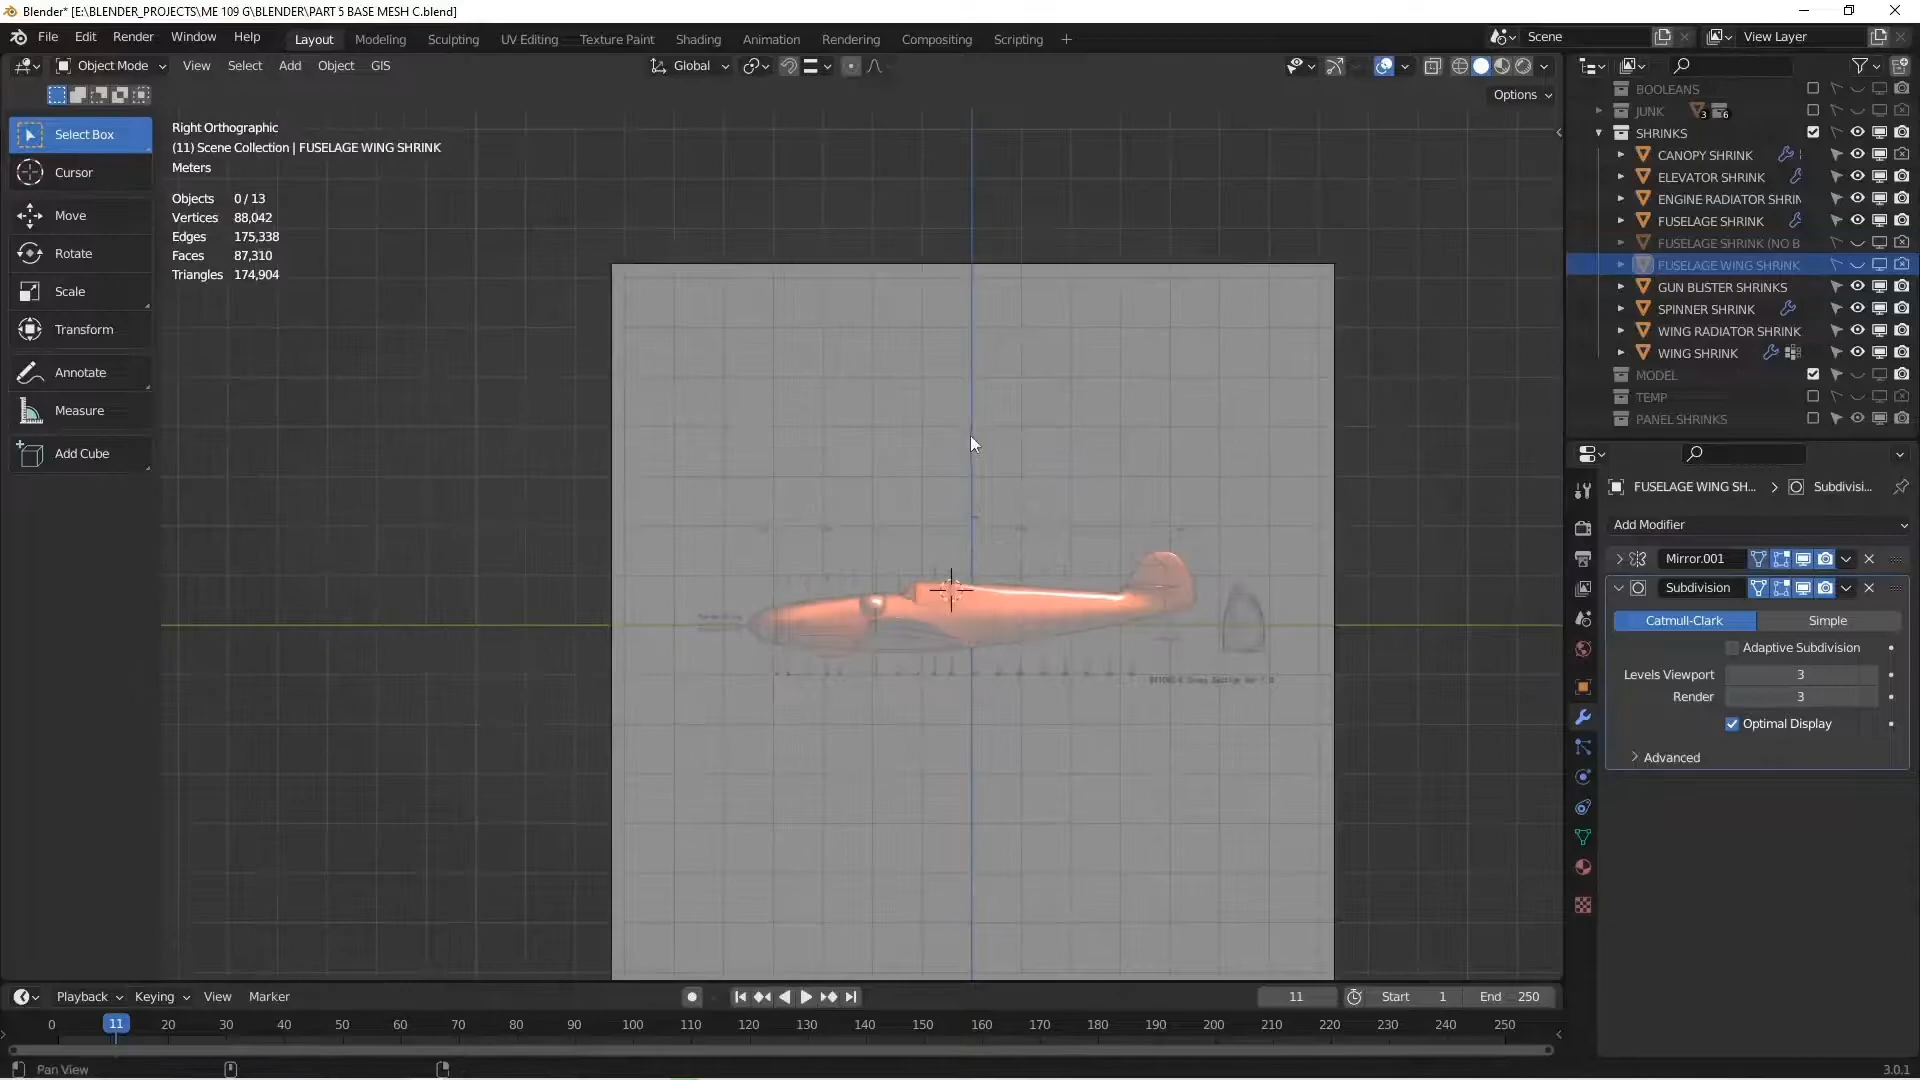 Blender* [E:\BLENDER_PROJECTS\ME 109 G\BLENDER\PART 5 BASE MESH C.blend]
File Edit Render Window Help Layout Modeling Sculpting UV Editing Texture Paint Shading Animation Rendering Compositing Scripting + Scene View Layer
Object Mode View Select Add Object GIS Global
Options
Select Box
Cursor
Move
Rotate
Scale
Transform
Annotate
Measure
Add Cube
Right Orthographic
(11) Scene Collection | FUSELAGE WING SHRINK
Meters
Objects 0 / 13
Vertices 88,042
Edges 175,338
Faces 87,310
Triangles 174,904
BOOLEANS
JUNK 3 6
SHRINKS
CANOPY SHRINK
ELEVATOR SHRINK
ENGINE RADIATOR SHRIN
FUSELAGE SHRINK
FUSELAGE SHRINK (NO B
FUSELAGE WING SHRINK
GUN BLISTER SHRINKS
SPINNER SHRINK
WING RADIATOR SHRINK
WING SHRINK
MODEL
TEMP
PANEL SHRINKS
FUSELAGE WING SH... > Subdivisi...
Add Modifier
Mirror.001
Subdivision
Catmull-Clark Simple
Adaptive Subdivision
Levels Viewport 3
Render 3
Optimal Display
Advanced
Playback Keying View Marker 11 Start 1 End 250
0 11 20 30 40 50 60 70 80 90 100 110 120 130 140 150 160 170 180 190 200 210 220 230 240 250
Pan View 3.0.1